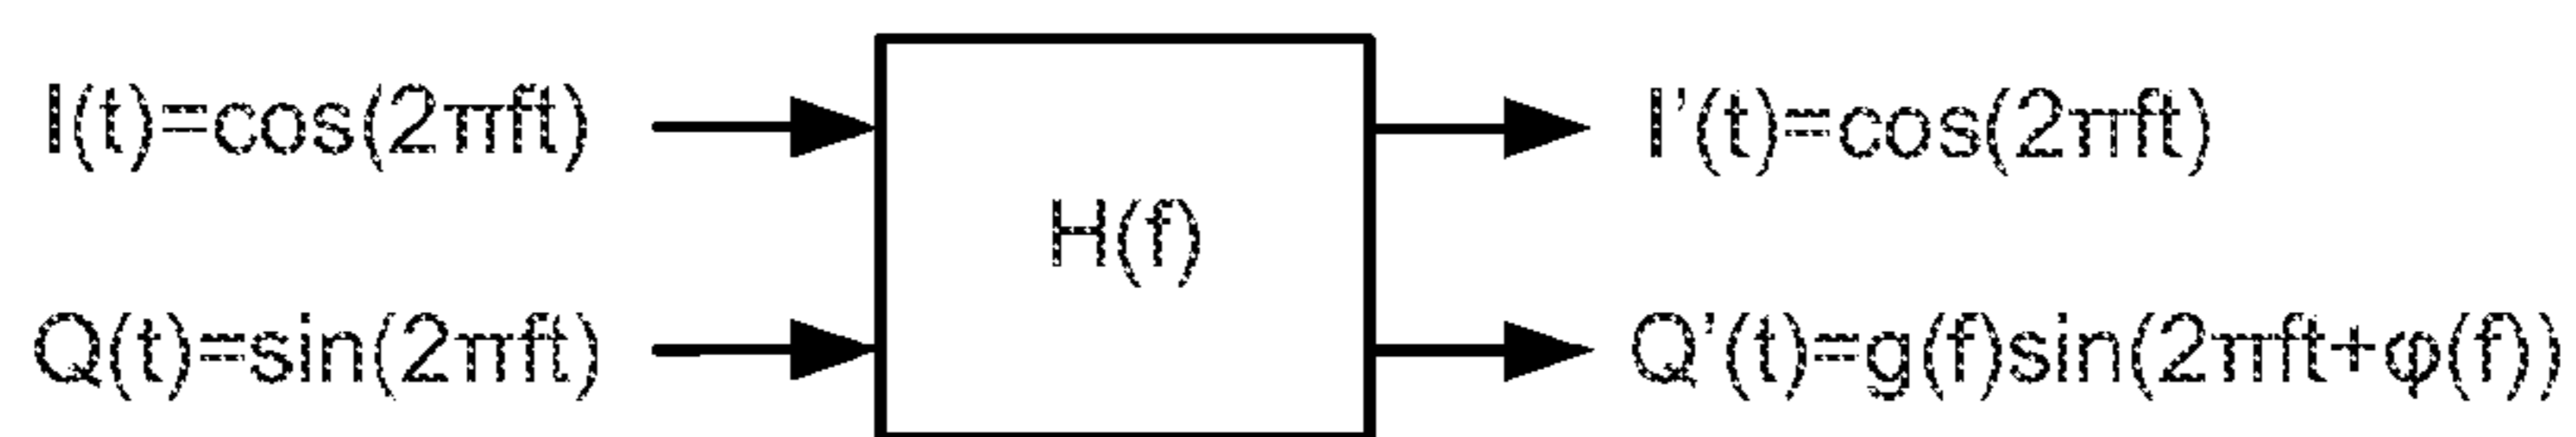 I(t)=cos(2πft)
I’(t)=cos(2πft)
H(f)
Q(t)=sin(2πft)
Q’(t)=g(f)sin(2πft+φ(f))